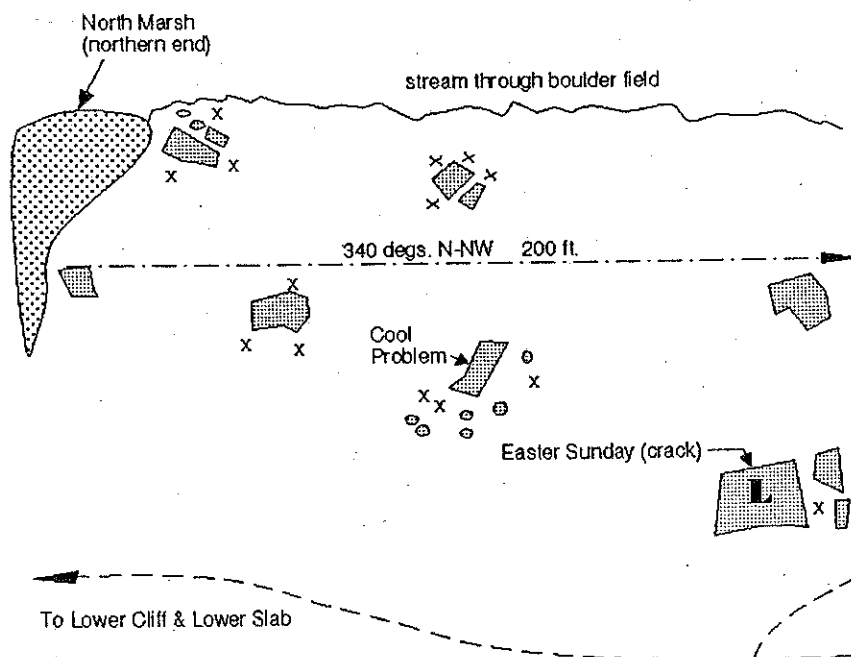 North Marsh
(northern end)
stream through boulder field
X
X
X
X
X
X
X
340 degs. N-NW 200 ft.
X
X
X
Cool
Problem
X
X
X
Easter Sunday (crack)
L
X
To Lower Cliff & Lower Slab